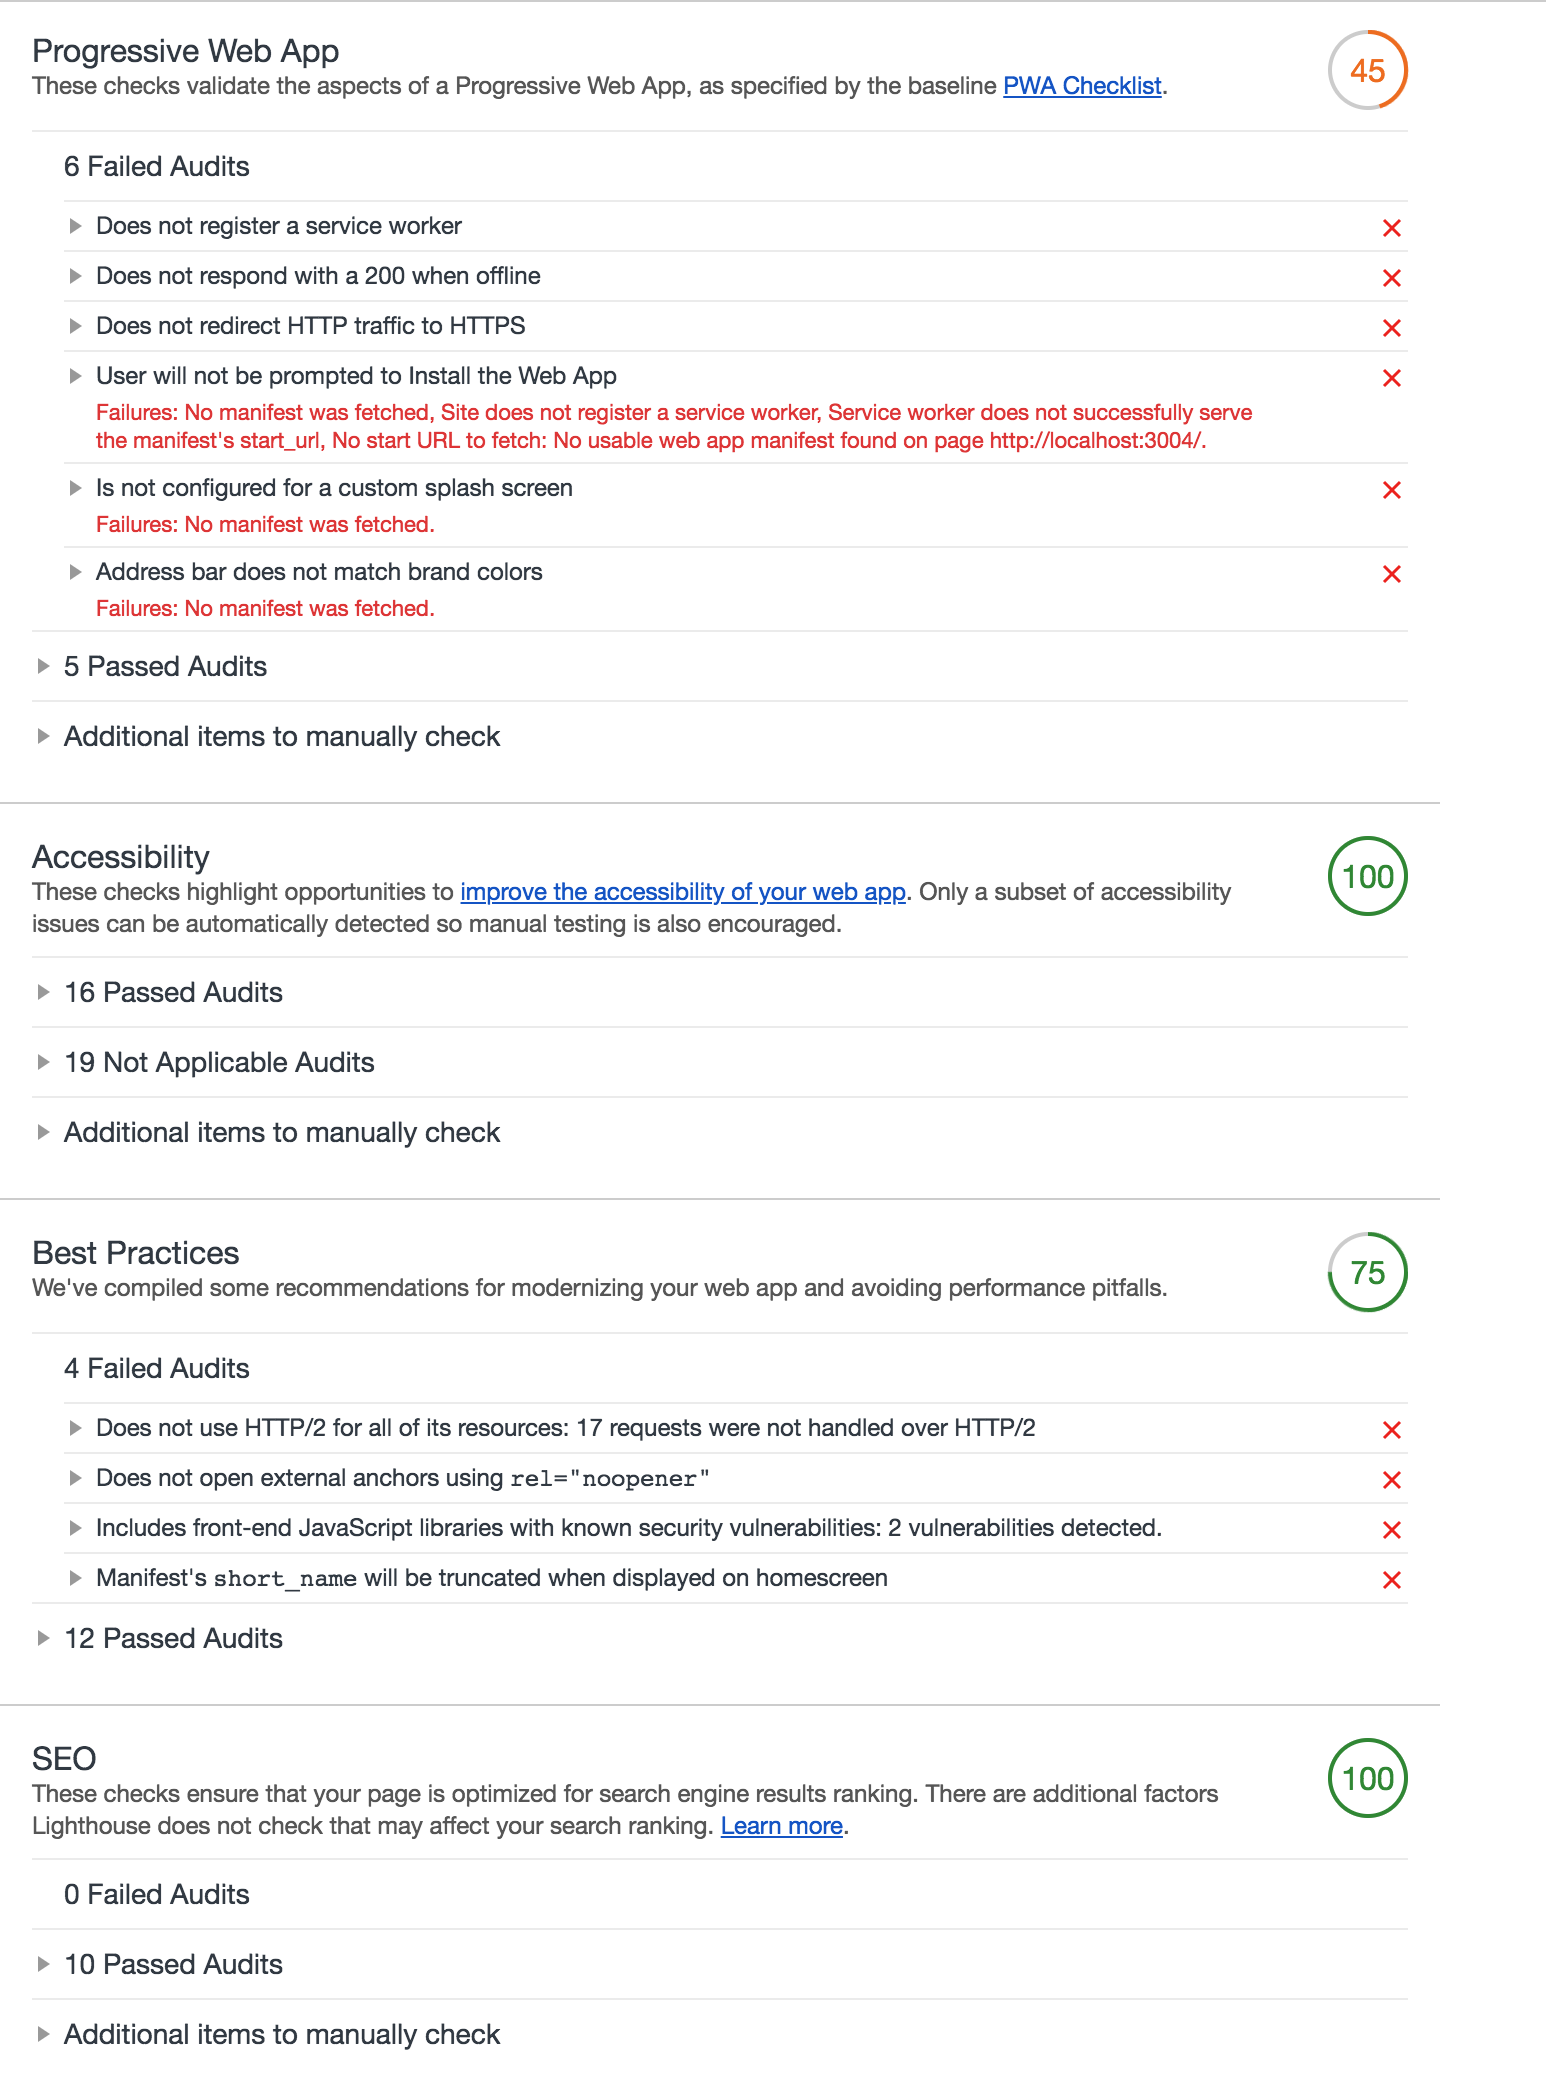 Progressive Web App
45
These checks validate the aspects of a Progressive Web App, as specified by the baseline PWA Checklist.
6 Failed Audits
Does not register a service worker
Does not respond with a 200 when offline
Does not redirect HTTP traffic to HTTPS
User will not be prompted to Install the Web App
Failures: No manifest was fetched, Site does not register a service worker, Service worker does not successfully serve
the manifest's start_url, No start URL to fetch: No usable web app manifest found on page http://localhost:3004/.
Is not configured for a custom splash screen
Failures: No manifest was fetched.
Address bar does not match brand colors
Failures: No manifest was fetched.
5 Passed Audits
Additional items to manually check
Accessibility
100
These checks highlight opportunities to improve the accessibility of your web app. Only a subset of accessibility
issues can be automatically detected so manual testing is also encouraged.
16 Passed Audits
19 Not Applicable Audits
Additional items to manually check
Best Practices
75
We've compiled some recommendations for modernizing your web app and avoiding performance pitfalls.
4 Failed Audits
Does not use HTTP/2 for all of its resources: 17 requests were not handled over HTTP/2
Does not open external anchors using rel="noopener"
Includes front-end JavaScript libraries with known security vulnerabilities: 2 vulnerabilities detected.
Manifest's short_name will be truncated when displayed on homescreen
12 Passed Audits
SEO
100
These checks ensure that your page is optimized for search engine results ranking. There are additional factors
Lighthouse does not check that may affect your search ranking. Learn more.
0 Failed Audits
10 Passed Audits
Additional items to manually check